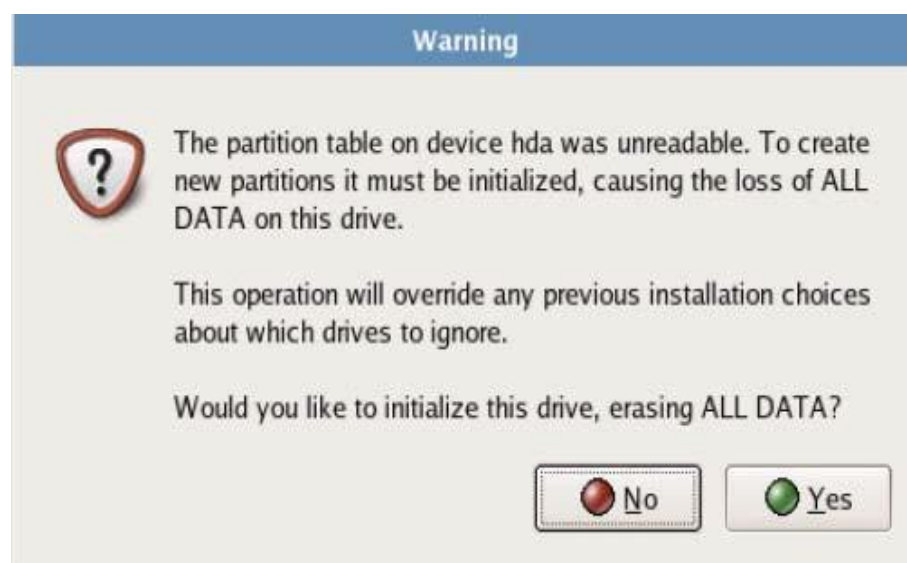 Warning
The partition table on device hda was unreadable. To create
new partitions it must be initialized, causing the loss of ALL
DATA on this drive.
This operation will override any previous installation choices
about which drives to ignore.
Would you like to initialize this drive, erasing ALL DATA?
No Yes